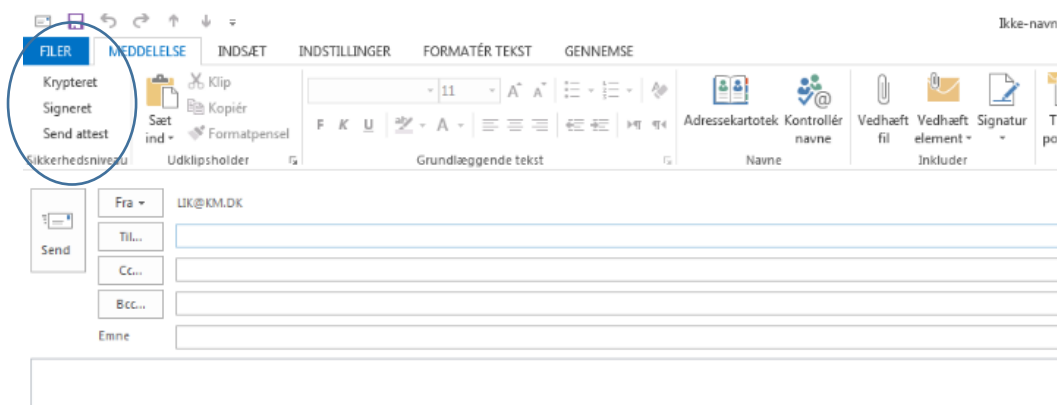 Ikke-navn
FILER MEDDELELSE INDSÆT INDSTILLINGER FORMATÉR TEKST GENNEMSE
Krypteret
Signeret
Send attest
Sikkerhedsniveau
Sæt
ind
Klip
Kopiér
Formatpensel
Udklipsholder
11 A A
F K U A
Grundlæggende tekst
Adressekartotek Kontrollér
navne
Navne
Vedhæft
fil
Vedhæft
element
Signatur
Inkluder
Send
Fra LIK@KM.DK
Til...
Cc...
Bcc...
Emne